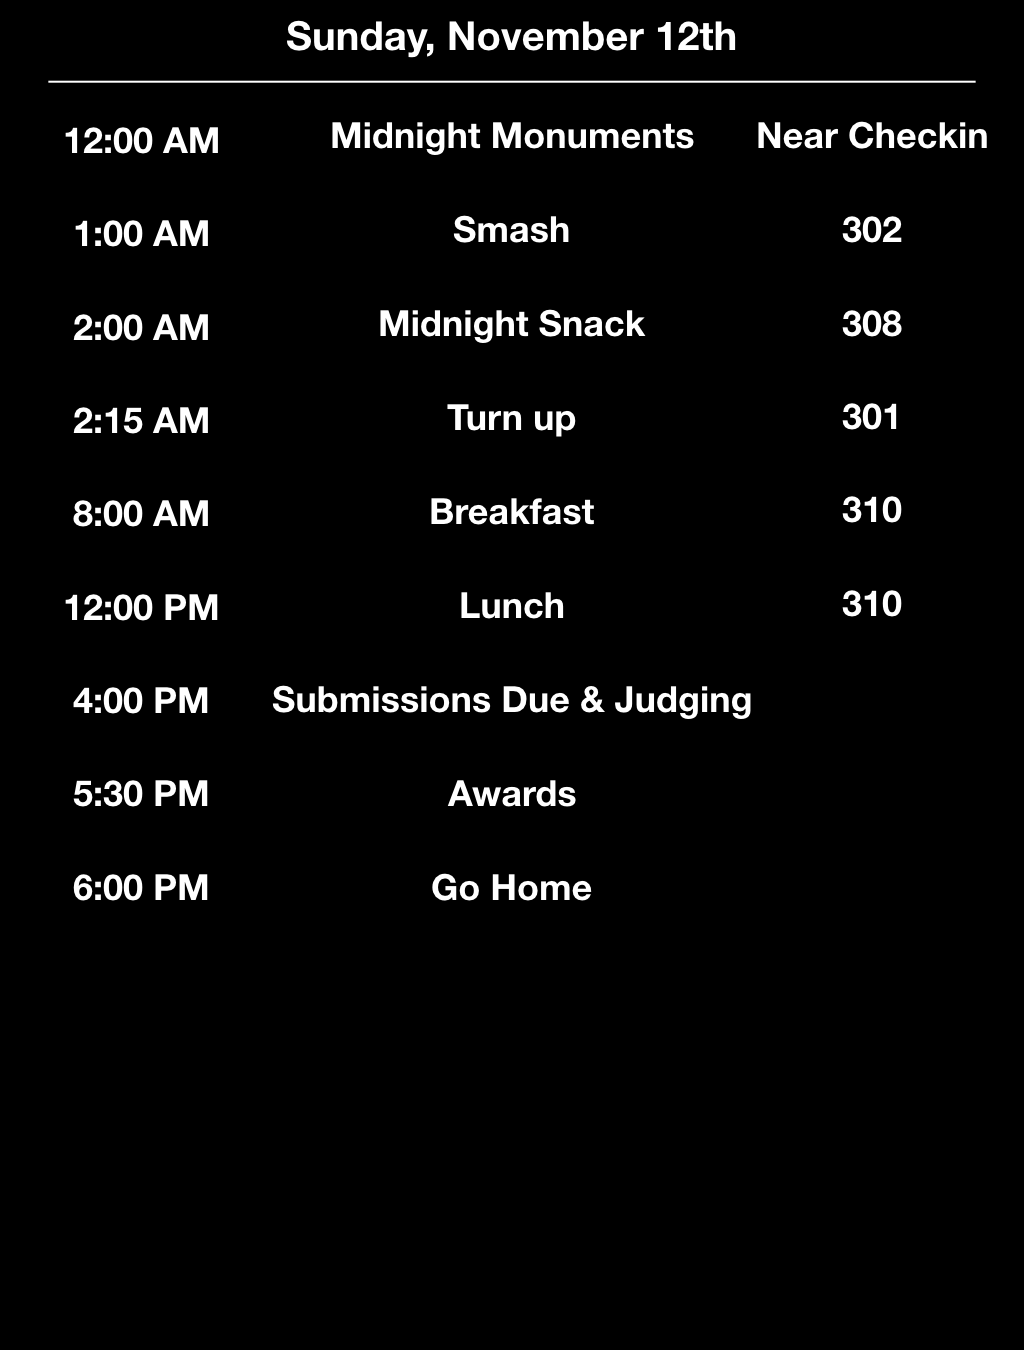 Sunday, November 12th
12:00 AM Midnight Monuments Near Checkin
1:00 AM Smash 302
2:00 AM Midnight Snack 308
2:15 AM Turn up 301
8:00 AM Breakfast 310
12:00 PM Lunch 310
4:00 PM Submissions Due & Judging
5:30 PM Awards
6:00 PM Go Home